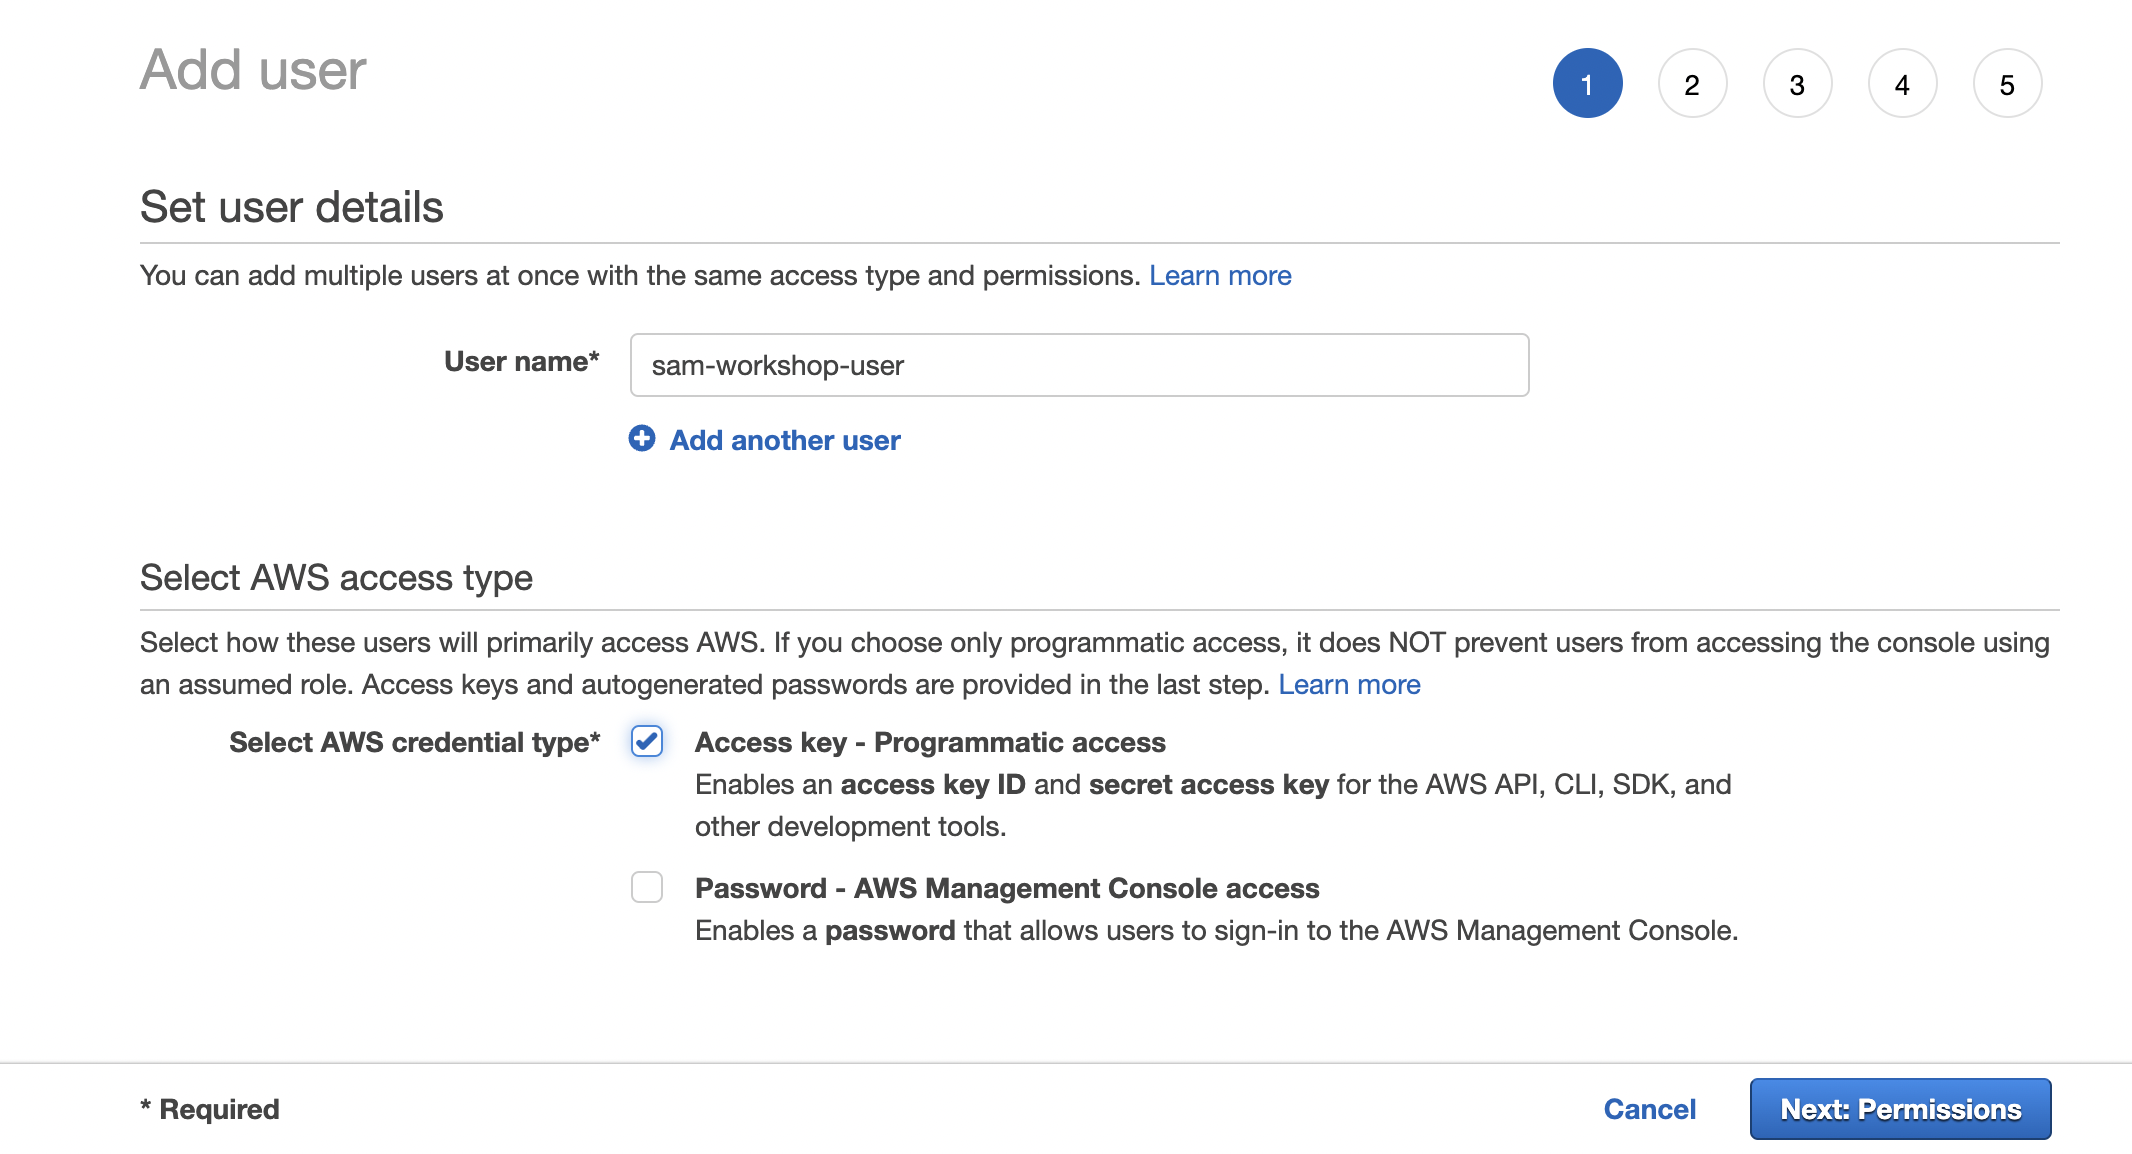 Add user
1 2 3 4 5
Set user details
You can add multiple users at once with the same access type and permissions. Learn more
User name* sam-workshop-user
Add another user
Select AWS access type
Select how these users will primarily access AWS. If you choose only programmatic access, it does NOT prevent users from accessing the console using
an assumed role. Access keys and autogenerated passwords are provided in the last step. Learn more
Select AWS credential type* Access key - Programmatic access
Enables an access key ID and secret access key for the AWS API, CLI, SDK, and
other development tools.
Password - AWS Management Console access
Enables a password that allows users to sign-in to the AWS Management Console.
* Required Cancel Next: Permissions